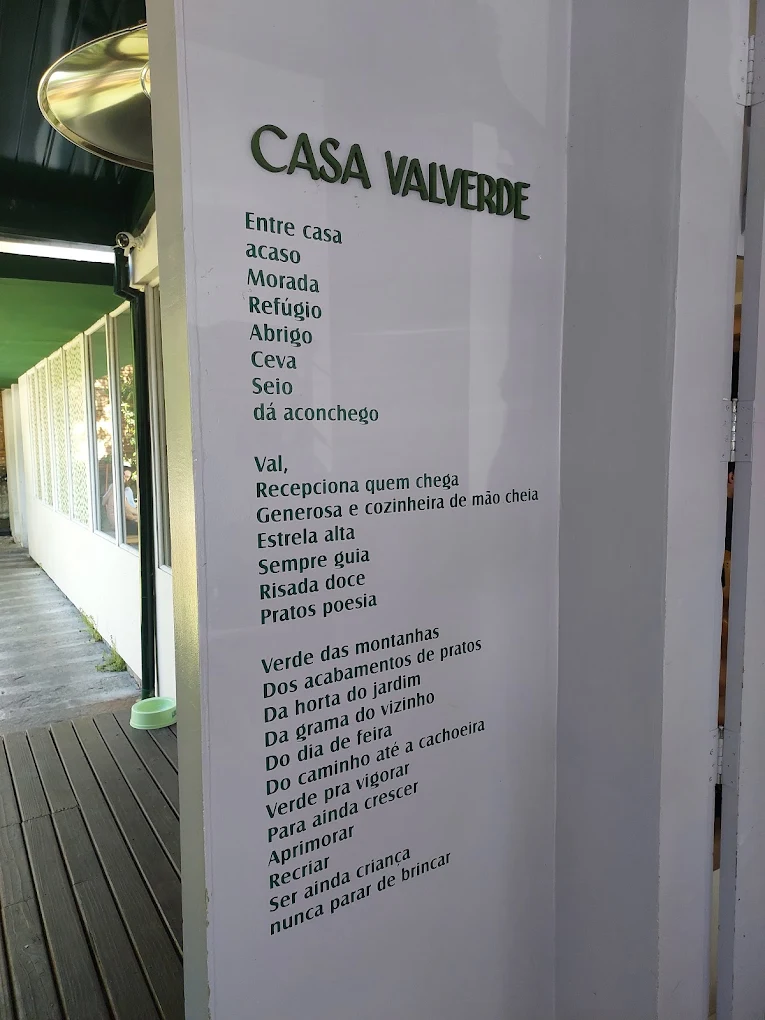 CASA VALVERDE
Entre casa
acaso
Morada
Refúgio
Abrigo
Ceva
Seio
dá aconchego
Val,
Recepciona quem chega
Generosa e cozinheira de mão cheia
Estrela alta
Sempre guia
Risada doce
Pratos poesia
Verde das montanhas
Dos acabamentos de pratos
Da horta do jardim
Da grama do vizinho
Do dia de feira
Do caminho até a cachoeira
Verde pra vigorar
Para ainda crescer
Aprimorar
Recriar
Ser ainda criança
nunca parar de brincar